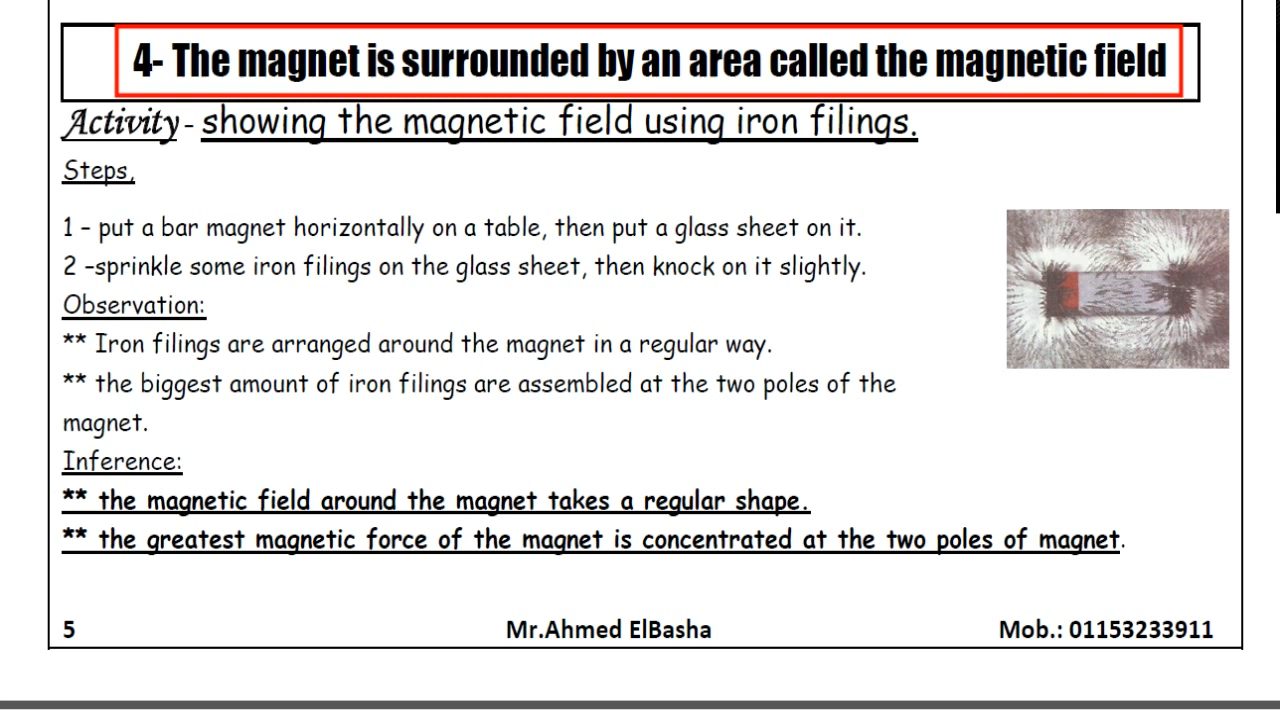 4- The magnet is surrounded by an area called the magnetic field
Activity - showing the magnetic field using iron filings.
Steps,
1 – put a bar magnet horizontally on a table, then put a glass sheet on it.
2 –sprinkle some iron filings on the glass sheet, then knock on it slightly.
Observation:
** Iron filings are arranged around the magnet in a regular way.
** the biggest amount of iron filings are assembled at the two poles of the
magnet.
Inference:
** the magnetic field around the magnet takes a regular shape.
** the greatest magnetic force of the magnet is concentrated at the two poles of magnet.
5 Mr.Ahmed ElBasha Mob.: 01153233911